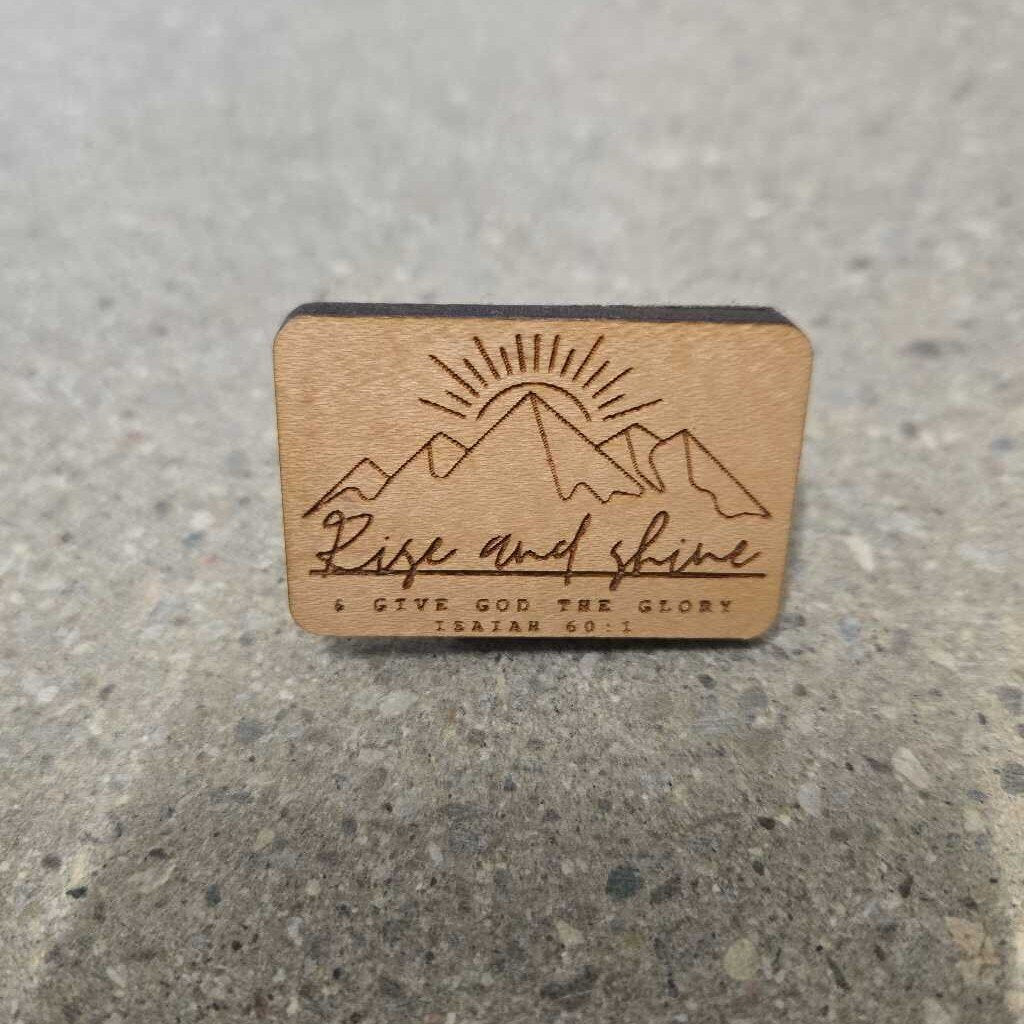 Rise and shine
& GIVE GOD THE GLORY
ISAIAH 60:1